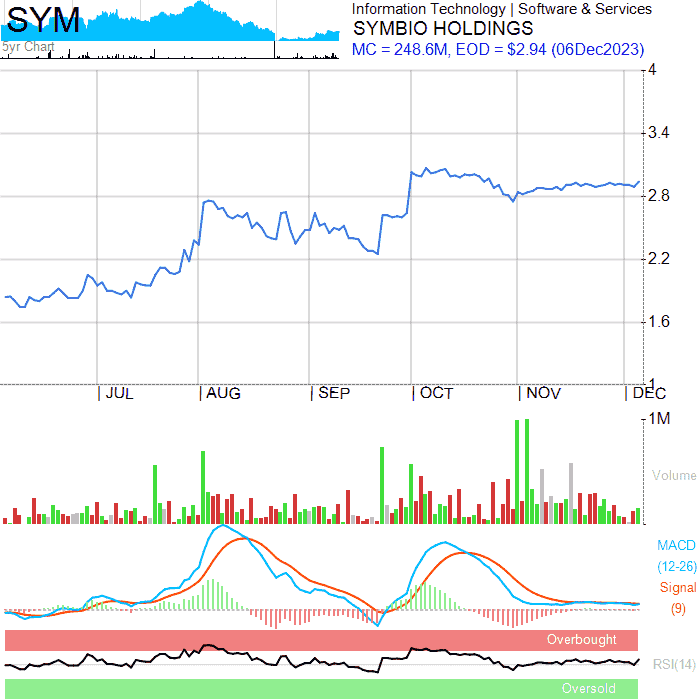 SYM
5yr Chart
Information Technology | Software & Services
SYMBIO HOLDINGS
MC = 248.6M, EOD = $2.94 (06Dec2023)
4
3.4
2.8
2.2
1.6
1
JUL
AUG
SEP
OCT
NOV
DEC
1M
Volume
MACD
(12-26)
Signal
(9)
Overbought
RSI(14)
Oversold